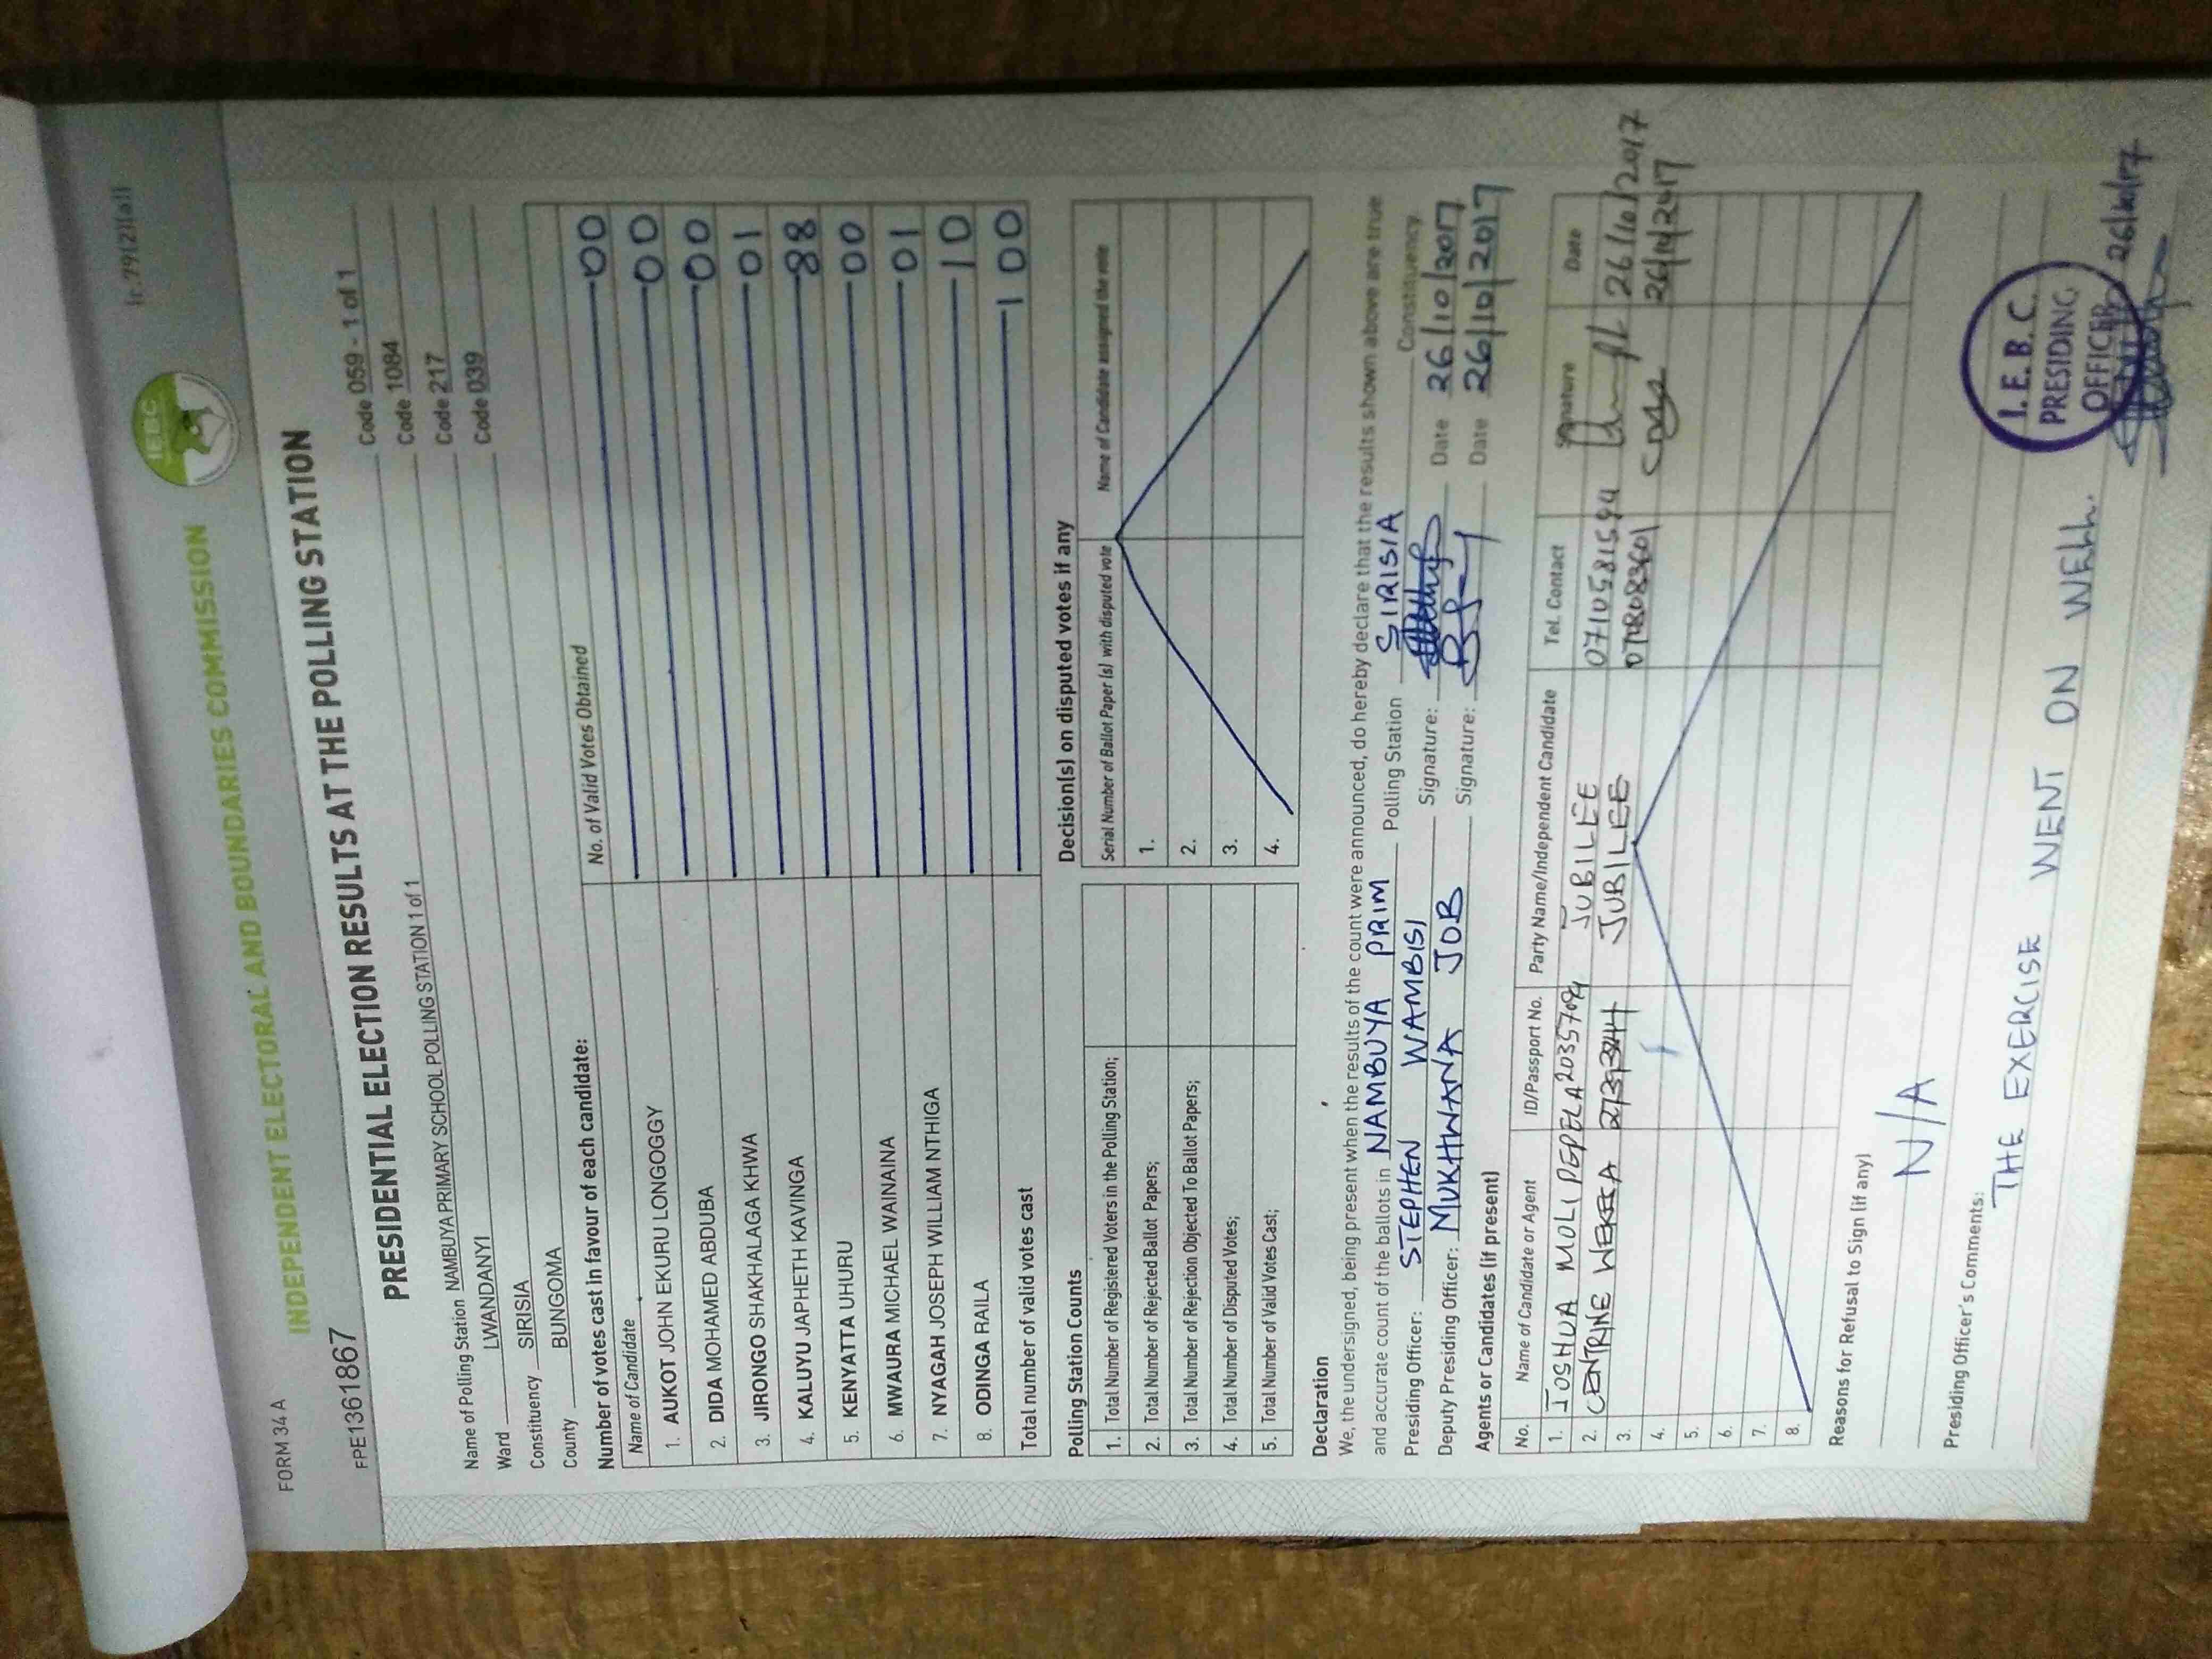 Ir.79(2)(a)
IEBC
FORM 34 A
INDEPENDENT ELECTORAL AND BOUNDARIES COMMISSION
FPE1361867
PRESIDENTIAL ELECTION RESULTS AT THE POLLING STATION
Name of Polling Station NAMBUYA PRIMARY SCHOOL POLLING STATION 1 of 1 Code 059 - 1 of 1
Ward LWANDANYI Code 1084
Constituency SIRISIA Code 217
County BUNGOMA Code 039
Number of votes cast in favour of each candidate:
Name of Candidate No. of Valid Votes Obtained
1. AUKOT JOHN EKURU LONGOGGY 00
2. DIDA MOHAMED ABDUBA 00
3. JIRONGO SHAKHALAGA KHWA 00
4. KALUYU JAPHETH KAVINGA 01
5. KENYATTA UHURU 88
6. MWAURA MICHAEL WAINAINA 00
7. NYAGAH JOSEPH WILLIAM NTHIGA 01
8. ODINGA RAILA 10
Total number of valid votes cast 100
Polling Station Counts
1. Total Number of Registered Voters in the Polling Station;
2. Total Number of Rejected Ballot Papers;
3. Total Number of Rejection Objected To Ballot Papers;
4. Total Number of Disputed Votes;
5. Total Number of Valid Votes Cast;
Decision(s) on disputed votes if any
Serial Number of Ballot Paper (s) with disputed vote Name of Candidate assigned the vote
1.
2.
3.
4.
Declaration
We, the undersigned, being present when the results of the count were announced, do hereby declare that the results shown above are true
and accurate count of the ballots in NAMBUYA PRIM Polling Station SIRISIA Constituency
Presiding Officer: STEPHEN WAMBISI Signature: Date 26/10/2017
Deputy Presiding Officer: MUKHWANA JOB Signature: Date 26/10/2017
Agents or Candidates (if present)
No. Name of Candidate or Agent ID/Passport No. Party Name/Independent Candidate Tel. Contact Signature Date
1. JOSHUA MOLI PEPELA JUBILEE 26/10/2017
2. CENTRINE WEKESA JUBILEE 26/10/2017
3.
4.
5.
6.
7.
8.
Reasons for Refusal to Sign (if any)
N/A
Presiding Officer's Comments:
THE EXERCISE WENT ON WELL.
I.E.B.C.
PRESIDING
OFFICER
26/10/17